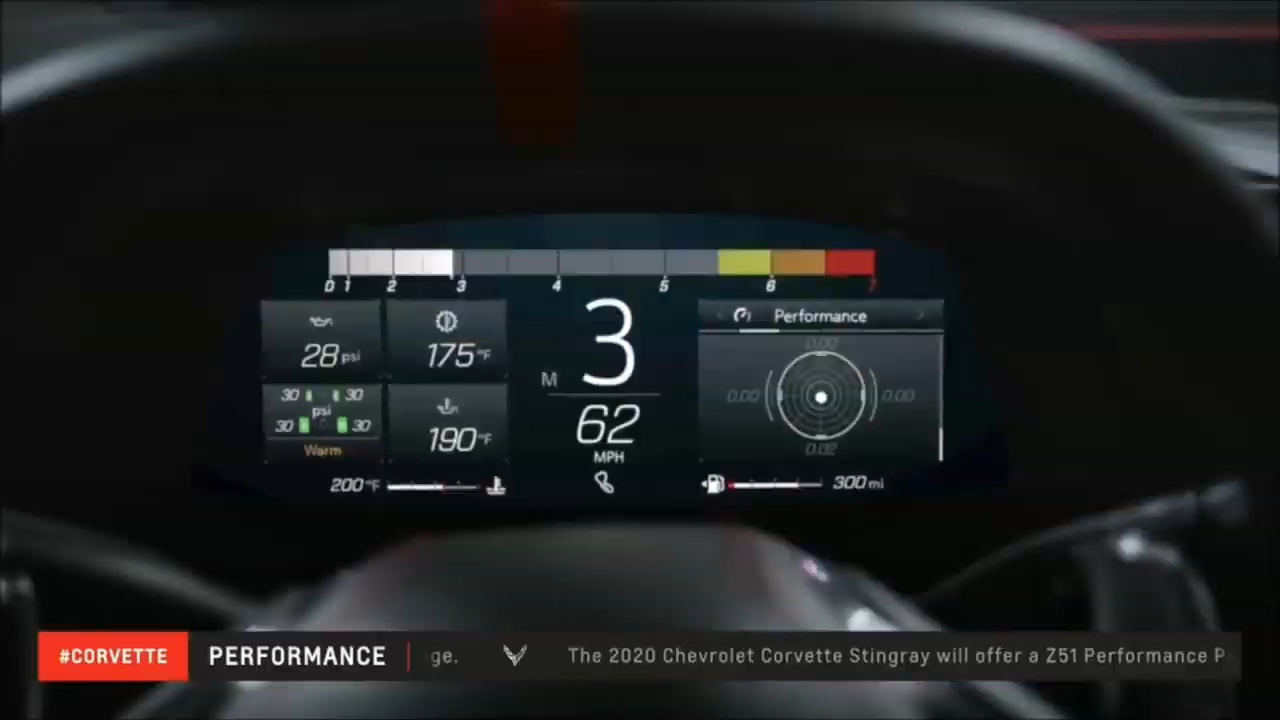 0 1 2 3 4 5 6 7
28 psi
175 °F
3
M
Performance
0.00
0.00
0.00
0.02
30 30
psi
30 30
Warm
190 °F
62
MPH
200 °F
300 mi
#CORVETTE
PERFORMANCE
ge.
The 2020 Chevrolet Corvette Stingray will offer a Z51 Performance P